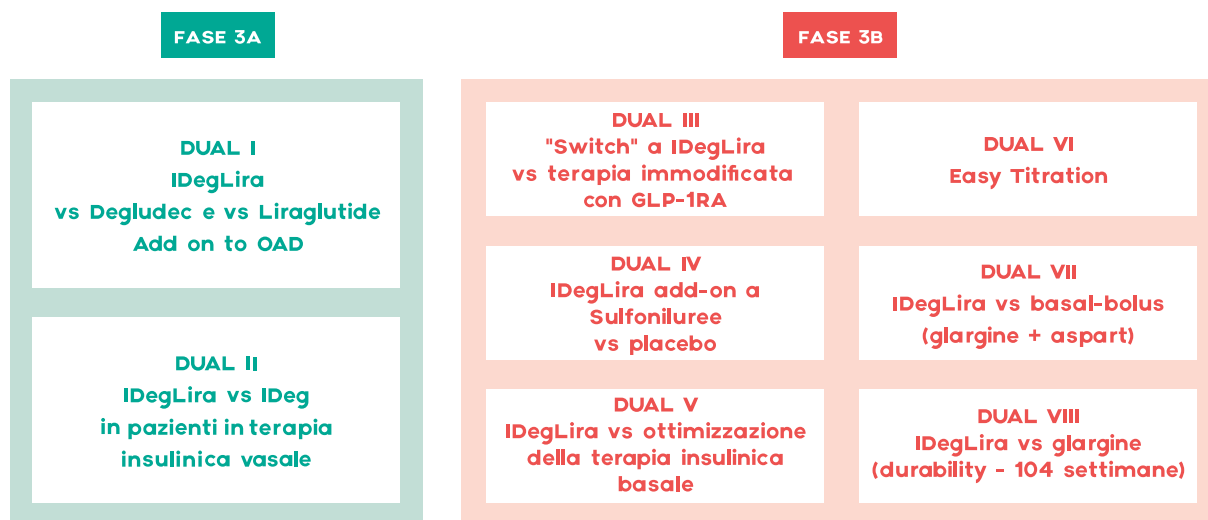 FASE 3A
DUAL I
IDegLira
vs Degludec e vs Liraglutide
Add on to OAD
DUAL II
IDegLira vs IDeg
in pazienti in terapia
insulinica vasale
FASE 3B
DUAL III
"Switch" a IDegLira
vs terapia immodificata
con GLP-1RA
DUAL IV
IDegLira add-on a
Sulfoniluree
vs placebo
DUAL V
IDegLira vs ottimizzazione
della terapia insulinica
basale
DUAL VI
Easy Titration
DUAL VII
IDegLira vs basal-bolus
(glargine + aspart)
DUAL VIII
IDegLira vs glargine
(durability - 104 settimane)